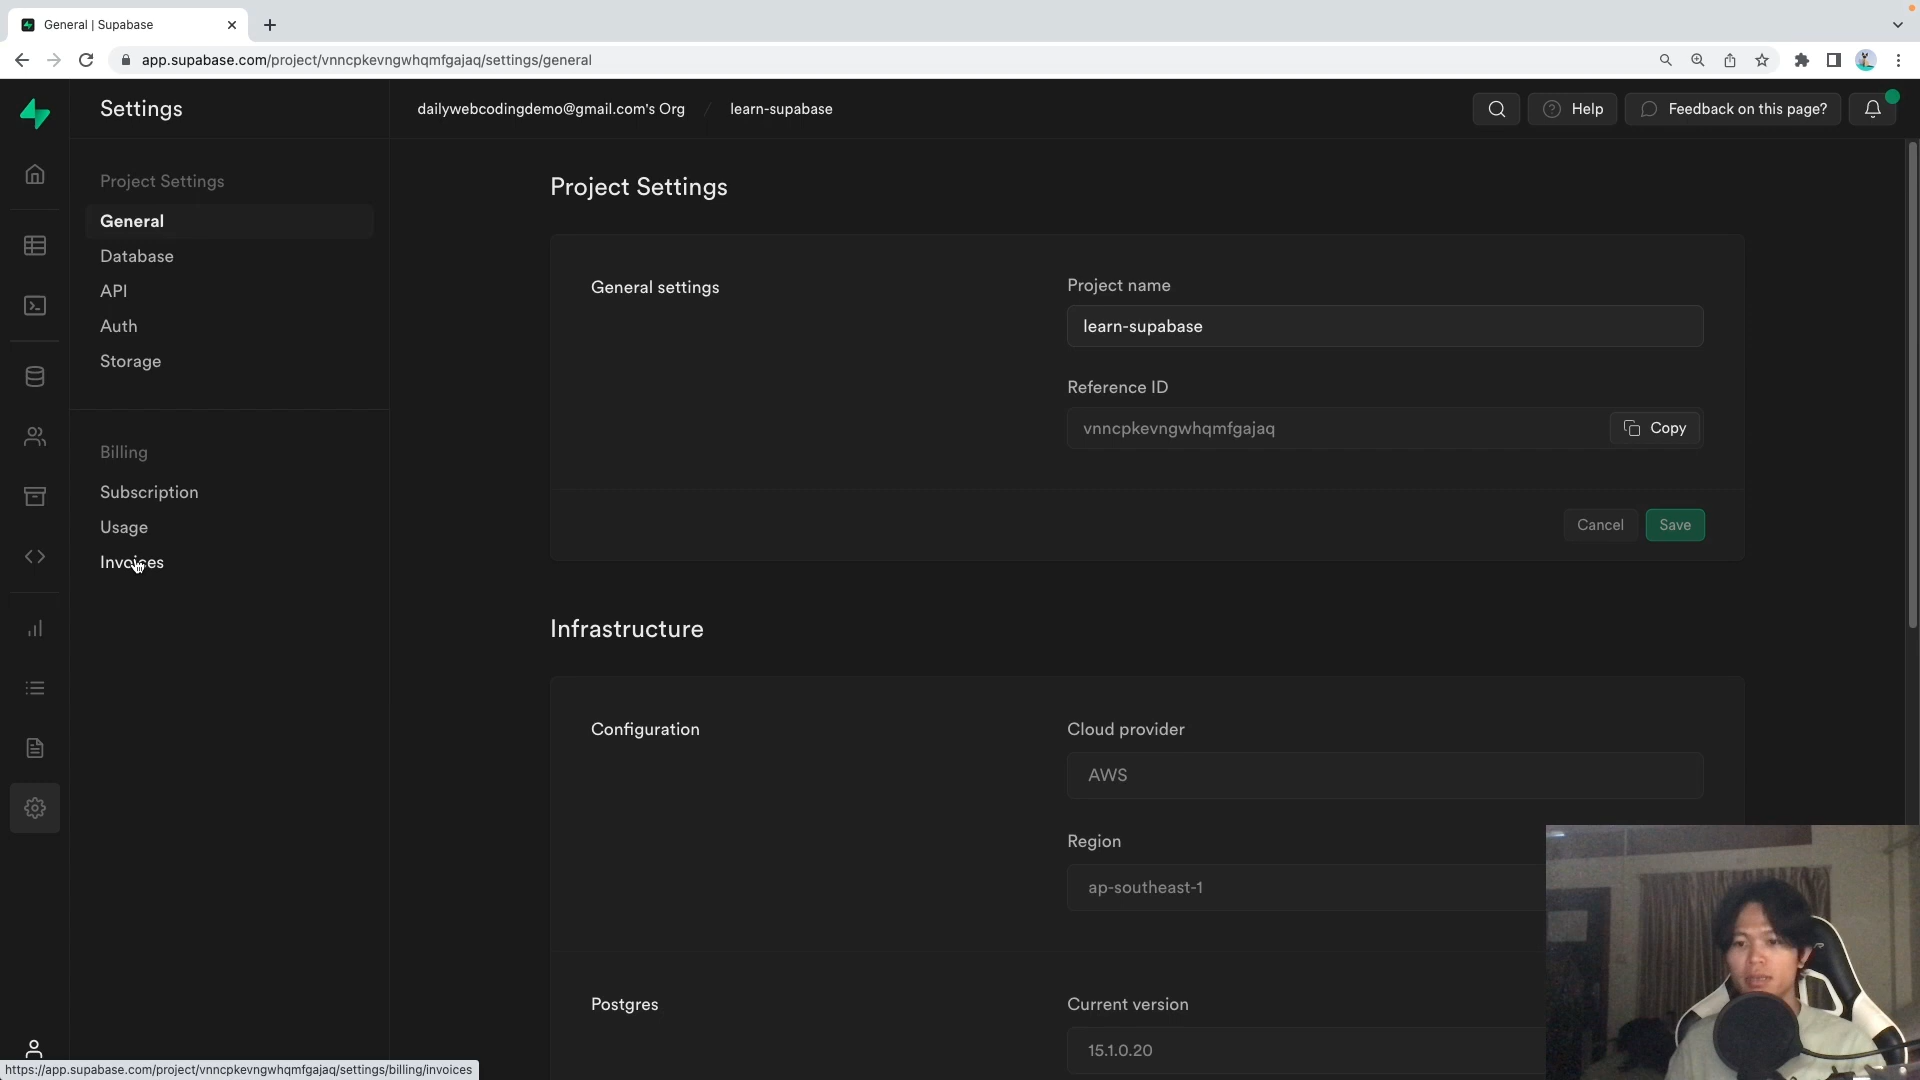 General | Supabase
app.supabase.com/project/vnncpkevngwhqmfgajaq/settings/general
Settings
dailywebcodingdemo@gmail.com's Org / learn-supabase
Help
Feedback on this page?
Project Settings
General
Database
API
Auth
Storage
Billing
Subscription
Usage
Invoices
Project Settings
General settings
Project name
learn-supabase
Reference ID
vnncpkevngwhqmfgajaq
Copy
Cancel
Save
Infrastructure
Configuration
Cloud provider
AWS
Region
ap-southeast-1
Postgres
Current version
15.1.0.20
https://app.supabase.com/project/vnncpkevngwhqmfgajaq/settings/billing/invoices